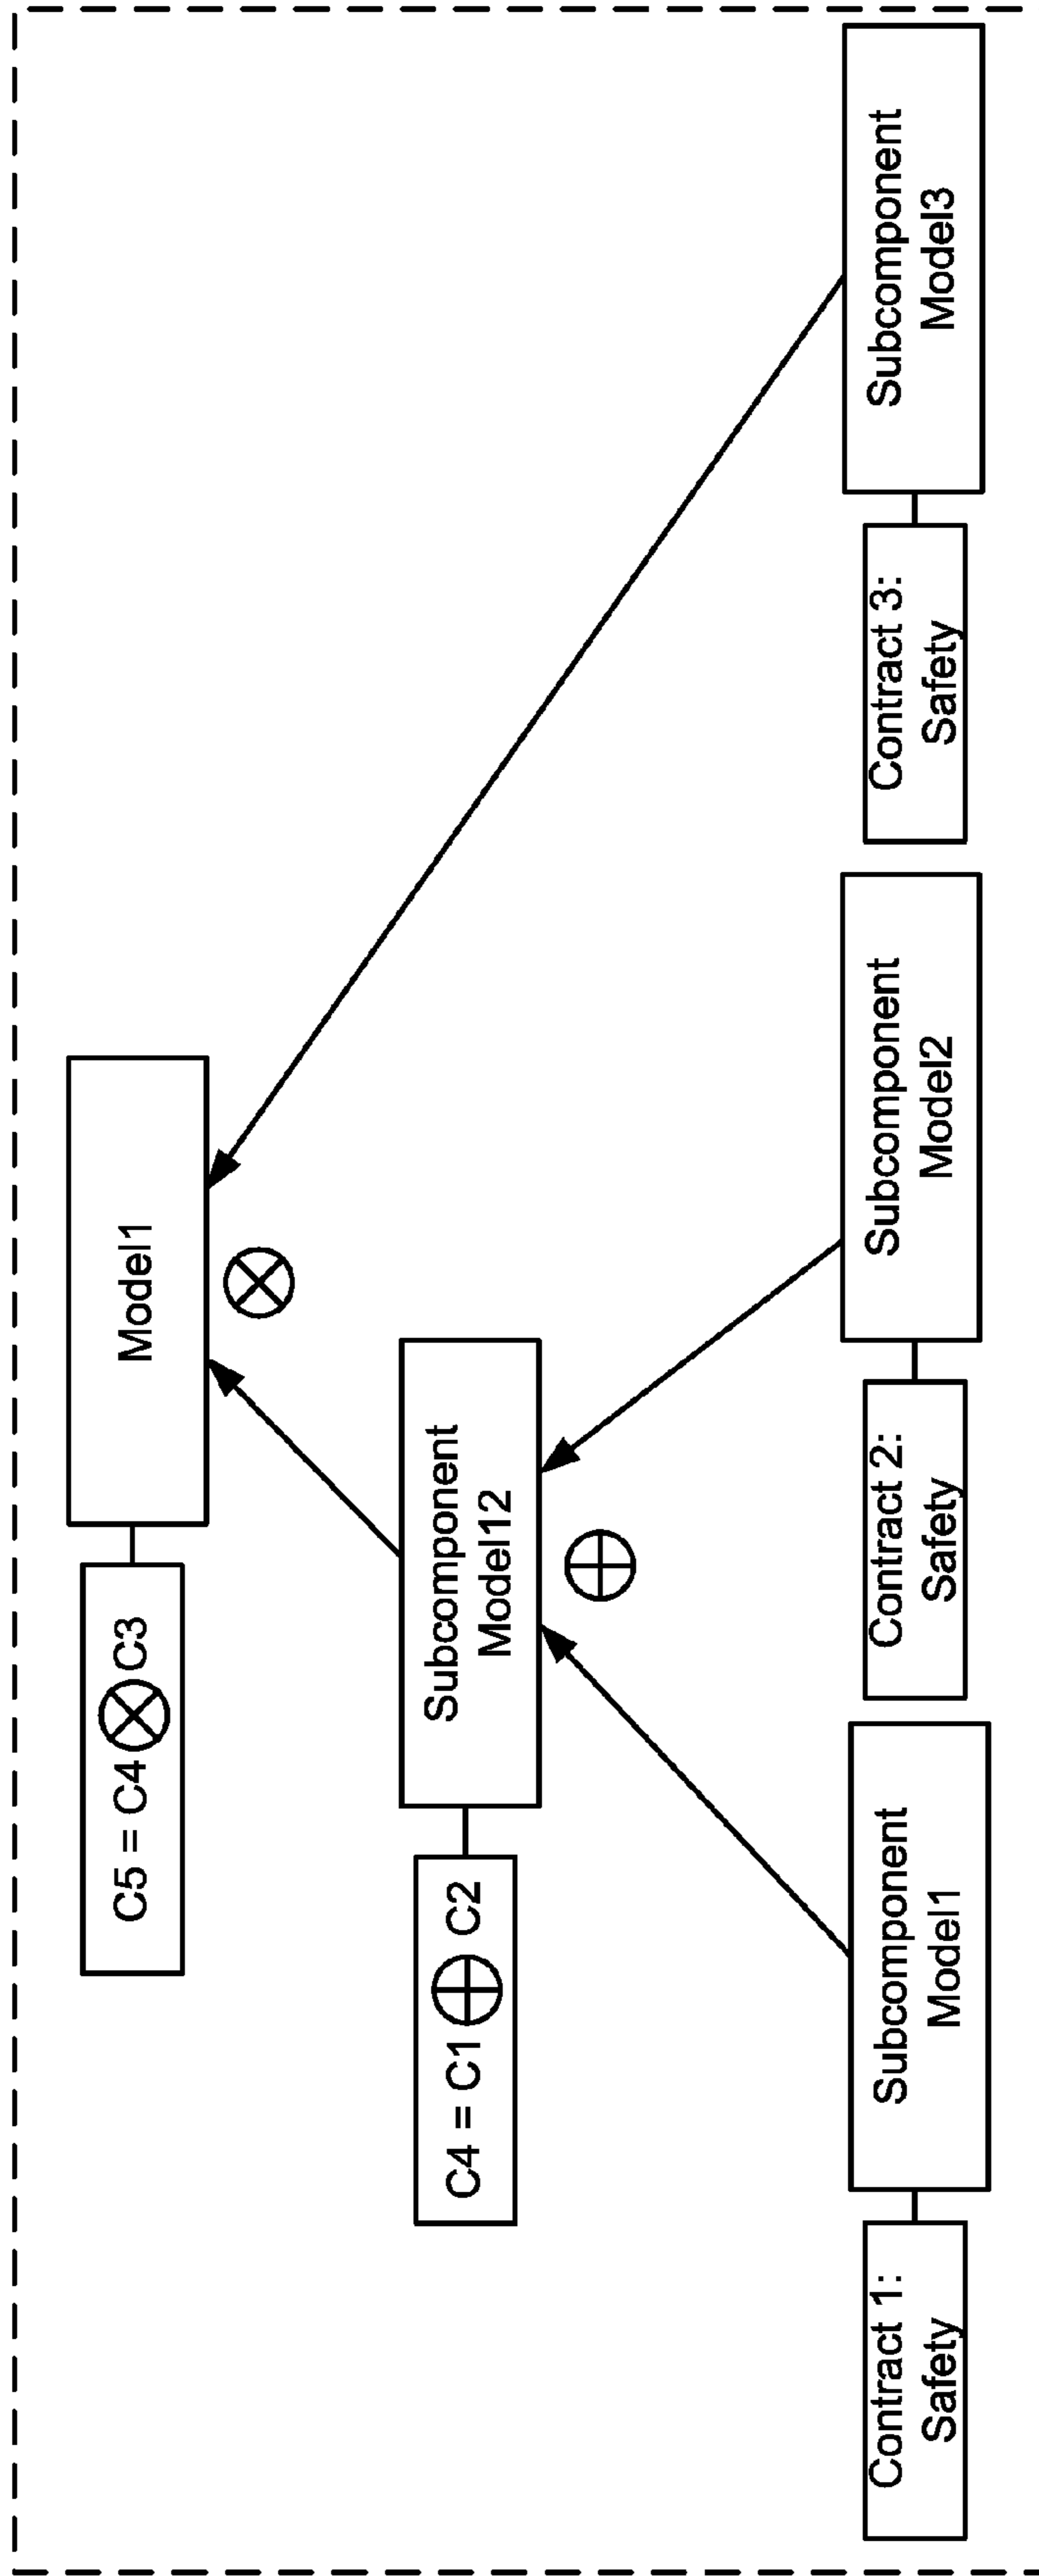 C5 = C4 ⊗ C3
Model1
⊗
C4 = C1 ⊕ C2
Subcomponent
Model12
⊕
Contract 1:
Safety
Subcomponent
Model1
Contract 2:
Safety
Subcomponent
Model2
Contract 3:
Safety
Subcomponent
Model3